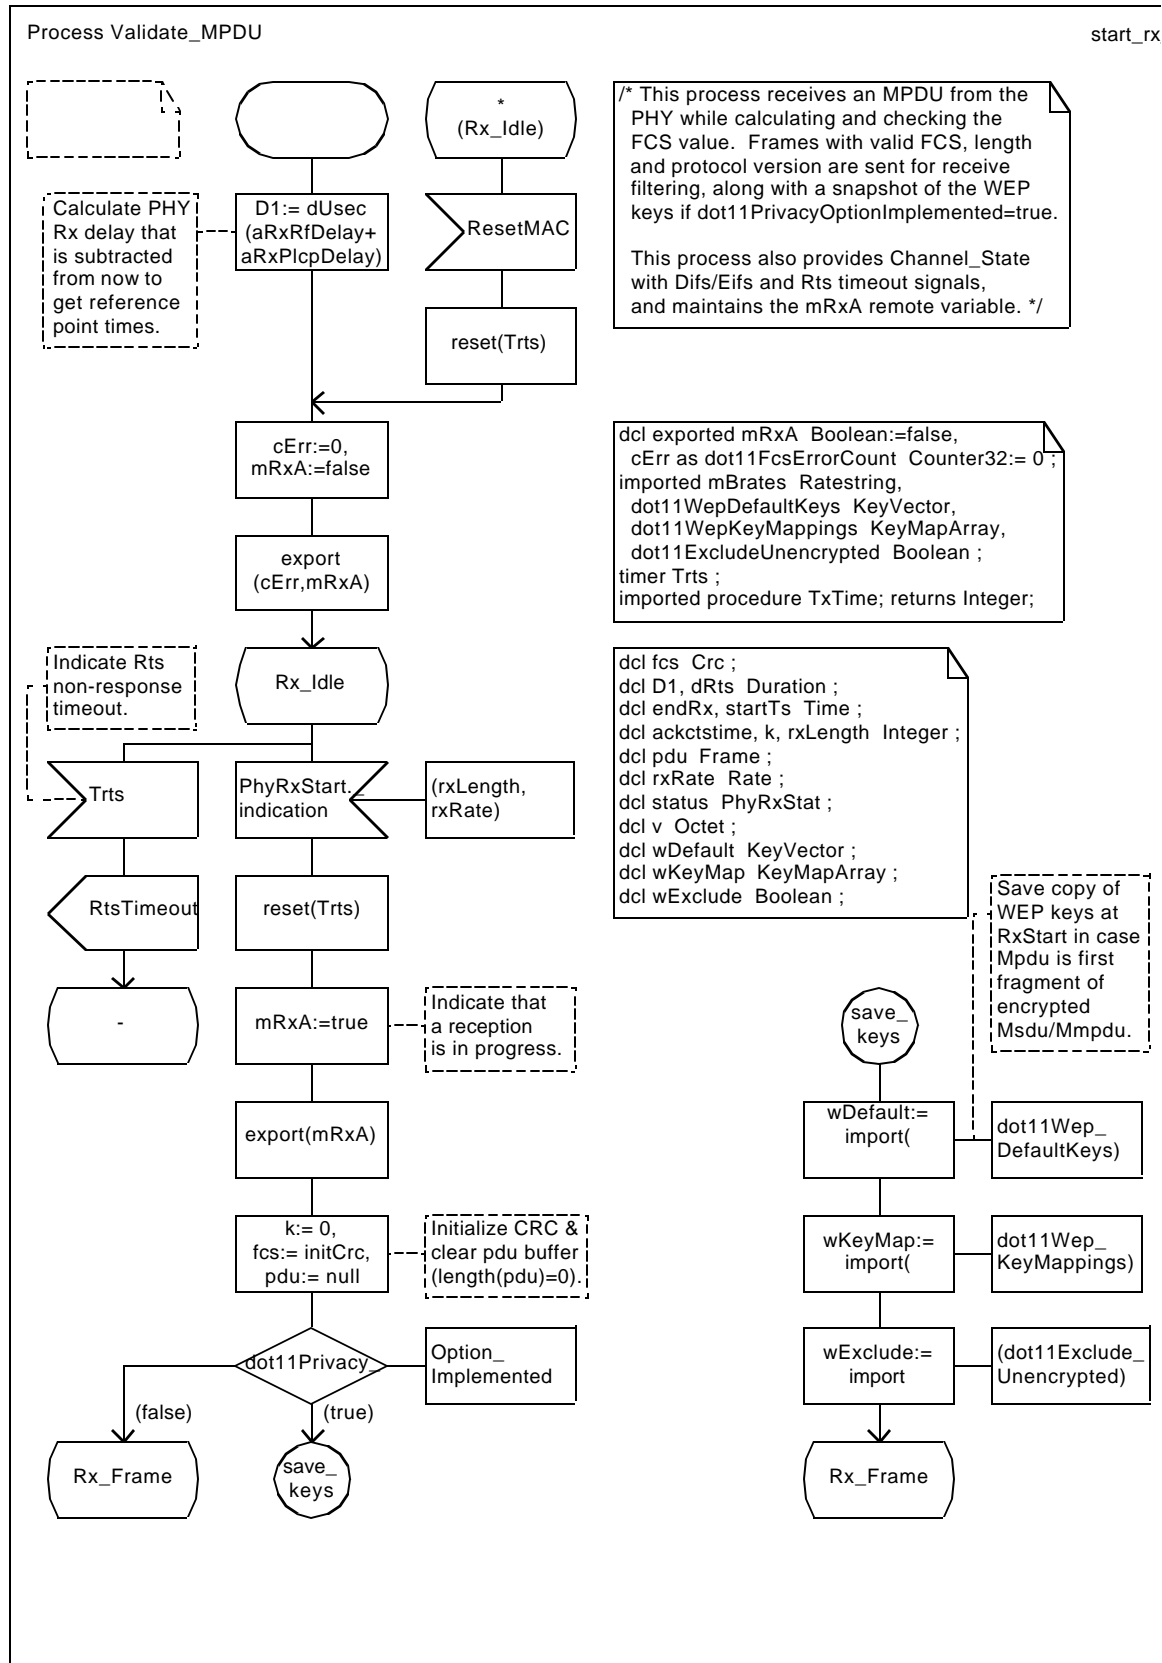 Process Validate_MPDU
start_rx
*
(Rx_Idle)
/* This process receives an MPDU from the
PHY while calculating and checking the
FCS value.  Frames with valid FCS, length
and protocol version are sent for receive
filtering, along with a snapshot of the WEP
keys if dot11PrivacyOptionImplemented=true.
This process also provides Channel_State
with Difs/Eifs and Rts timeout signals,
and maintains the mRxA remote variable. */
Calculate PHY
Rx delay that
is subtracted
from now to
get reference
point times.
D1:= dUsec
(aRxRfDelay+
aRxPlcpDelay)
ResetMAC
reset(Trts)
cErr:=0,
mRxA:=false
dcl exported mRxA  Boolean:=false,
cErr as dot11FcsErrorCount  Counter32:= 0 ;
imported mBrates  Ratestring,
dot11WepDefaultKeys  KeyVector,
dot11WepKeyMappings  KeyMapArray,
dot11ExcludeUnencrypted  Boolean ;
timer Trts ;
imported procedure TxTime; returns Integer;
export
(cErr,mRxA)
Indicate Rts
non-response
timeout.
Rx_Idle
dcl fcs  Crc ;
dcl D1, dRts  Duration ;
dcl endRx, startTs  Time ;
dcl ackctstime, k, rxLength  Integer ;
dcl pdu  Frame ;
dcl rxRate  Rate ;
dcl status  PhyRxStat ;
dcl v  Octet ;
dcl wDefault  KeyVector ;
dcl wKeyMap  KeyMapArray ;
dcl wExclude  Boolean ;
Trts
PhyRxStart._
indication
(rxLength,
rxRate)
RtsTimeout
reset(Trts)
Save copy of
WEP keys at
RxStart in case
Mpdu is first
fragment of
encrypted
Msdu/Mmpdu.
-
mRxA:=true
Indicate that
a reception
is in progress.
save_
keys
export(mRxA)
wDefault:=
import(
dot11Wep_
DefaultKeys)
k:= 0,
fcs:= initCrc,
pdu:= null
Initialize CRC &
clear pdu buffer
(length(pdu)=0).
wKeyMap:=
import(
dot11Wep_
KeyMappings)
dot11Privacy_
Option_
Implemented
wExclude:=
import
(dot11Exclude_
Unencrypted)
(false)
(true)
Rx_Frame
save_
keys
Rx_Frame